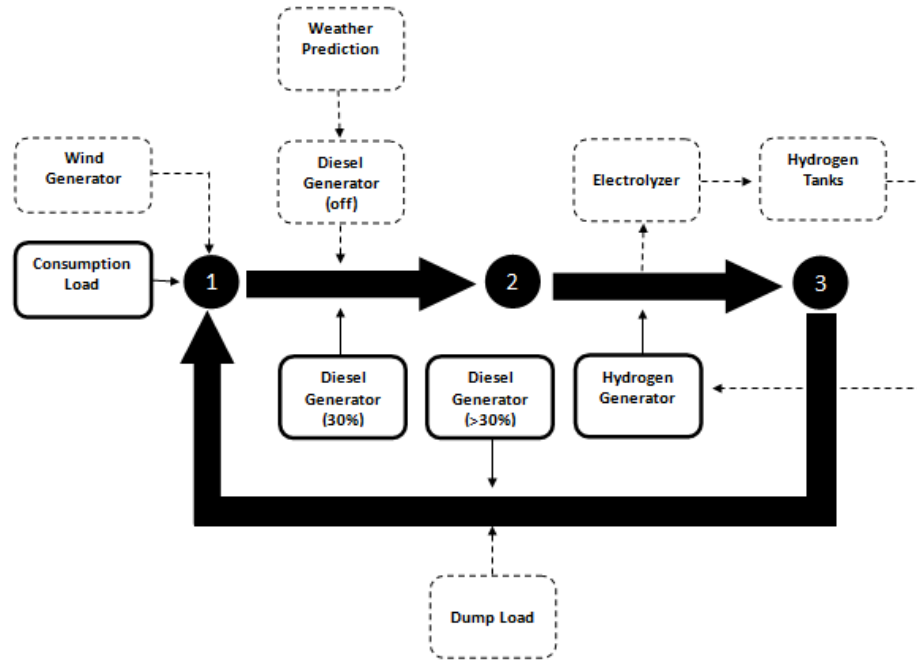 Weather
Prediction
Wind
Generator
Diesel
Generator
(off)
Electrolyzer
Hydrogen
Tanks
Consumption
Load
1
2
3
Diesel
Generator
(30%)
Diesel
Generator
(>30%)
Hydrogen
Generator
Dump Load